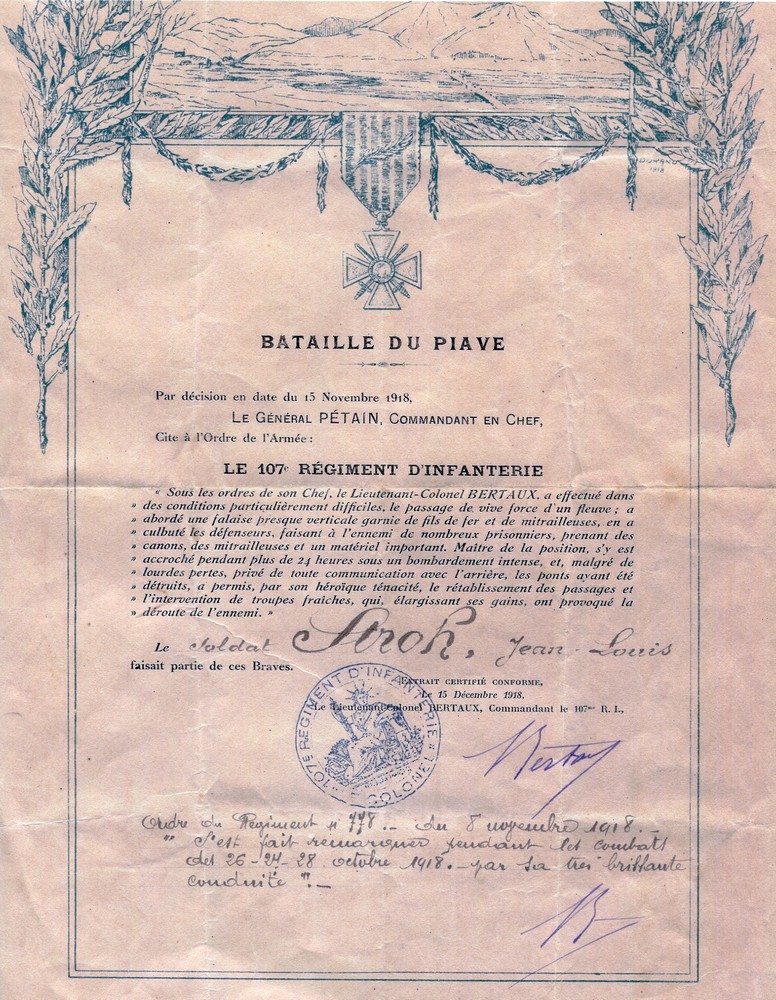 DUMAND
1918
BATAILLE DU PIAVE
Par décision en date du 15 Novembre 1918,
LE GÉNÉRAL PÉTAIN, COMMANDANT EN CHEF,
Cite à l'Ordre de l'Armée :
LE 107e RÉGIMENT D'INFANTERIE
« Sous les ordres de son Chef, le Lieutenant-Colonel BERTAUX, a effectué dans
» des conditions particulièrement difficiles, le passage de vive force d'un fleuve ; a
» abordé une falaise presque verticale garnie de fils de fer et de mitrailleuses, en a
» culbuté les défenseurs, faisant à l'ennemi de nombreux prisonniers, prenant des
» canons, des mitrailleuses et un matériel important. Maître de la position, s'y est
» accroché pendant plus de 24 heures sous un bombardement intense, et, malgré de
» lourdes pertes, privé de toute communication avec l'arrière, les ponts ayant été
» détruits, a permis, par son héroïque ténacité, le rétablissement des passages et
» l'intervention de troupes fraîches, qui, élargissant ses gains, ont provoqué la
» déroute de l'ennemi. »
Le Soldat Stroh, Jean-Louis
faisait partie de ces Braves.
EXTRAIT CERTIFIÉ CONFORME,
Le 15 Décembre 1918.
Le Lieutenant-Colonel BERTAUX, Commandant le 107me R. I.,
107E REGIMENT D'INFANTERIE
LE COLONEL
Bertaux
Ordre du Régiment n° 778.- du 8 novembre 1918.-
" S'est fait remarquer pendant les combats
des 26-27-28 octobre 1918.- par sa très brillante
conduite ".-
B